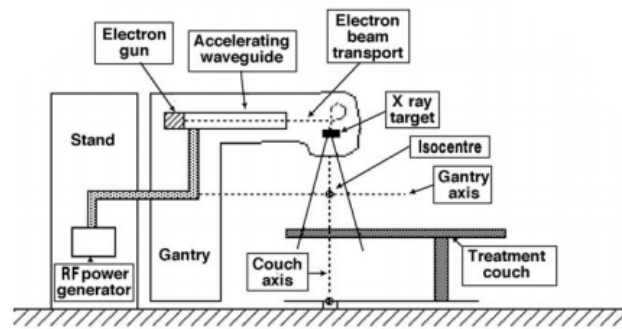 Electron
gun
Accelerating
waveguide
Electron
beam
transport
X ray
target
Stand
Isocentre
Gantry
axis
Gantry
RF power
generator
Couch
axis
Treatment
couch